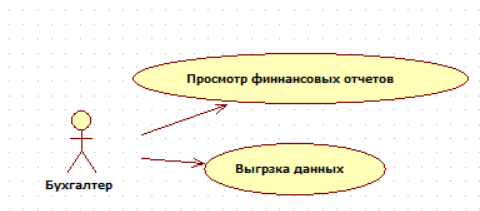 Просмотр финнансовых отчетов
Выгрзка данных
Бухгалтер